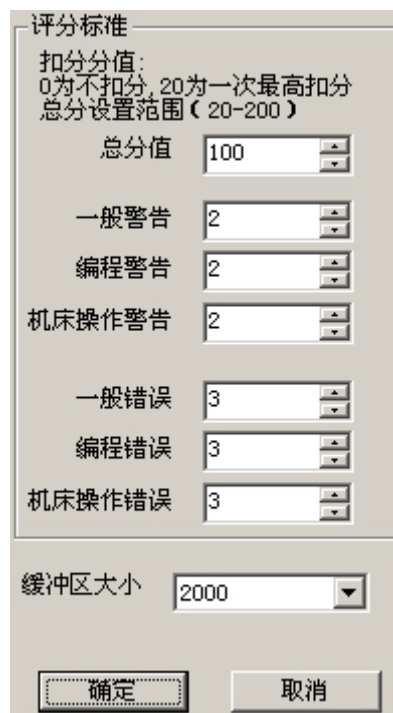 评分标准
扣分分值:
0为不扣分,20为一次最高扣分
总分设置范围(20-200)
总分值 100
一般警告 2
编程警告 2
机床操作警告 2
一般错误 3
编程错误 3
机床操作错误 3
缓冲区大小 2000
确定 取消